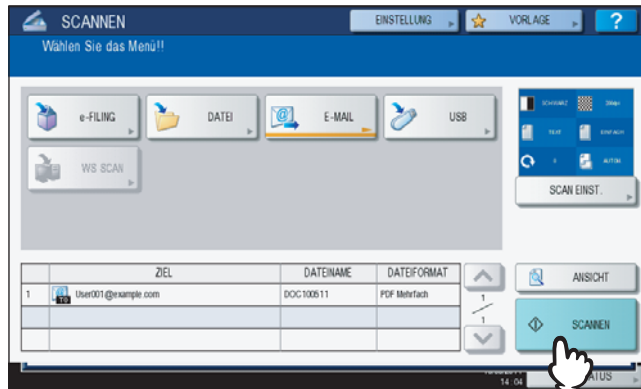 SCANNEN
EINSTELLUNG
VORLAGE
?
Wählen Sie das Menü!!
e-FILING
DATEI
E-MAIL
USB
SCHWARZ
TEXT
EINFACH
WS SCAN
SCAN EINST.
ZIEL
DATEINAME
DATEIFORMAT
1
TO
User001@example.com
DOC100511
PDF Mehrfach
1
1
ANSICHT
SCANNEN
14:04